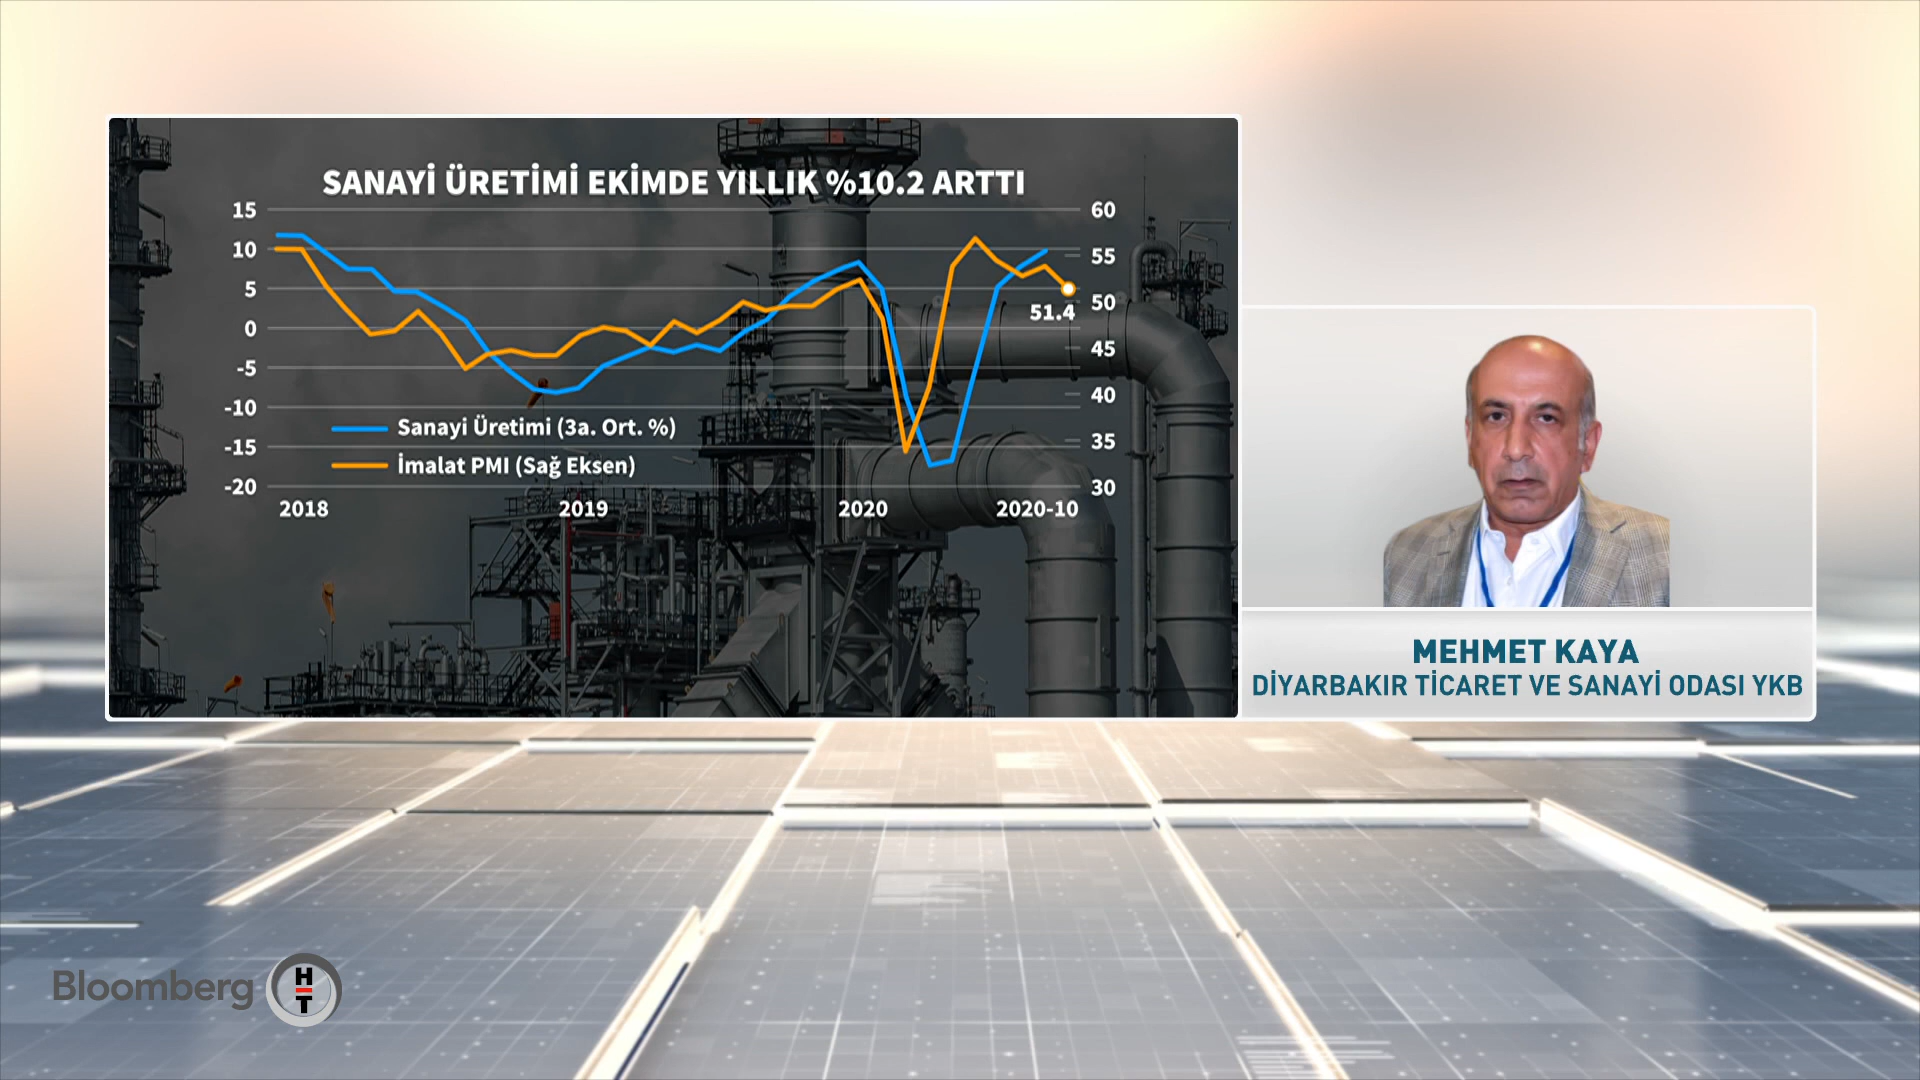 SANAYİ ÜRETİMİ EKİMDE YILLIK %10.2 ARTTI
15
10
5
0
-5
-10
-15
-20
60
55
50
45
40
35
30
51.4
Sanayi Üretimi (3a. Ort. %)
İmalat PMI (Sağ Eksen)
2018 2019 2020 2020-10
MEHMET KAYA
DİYARBAKIR TİCARET VE SANAYİ ODASI YKB
Bloomberg HT